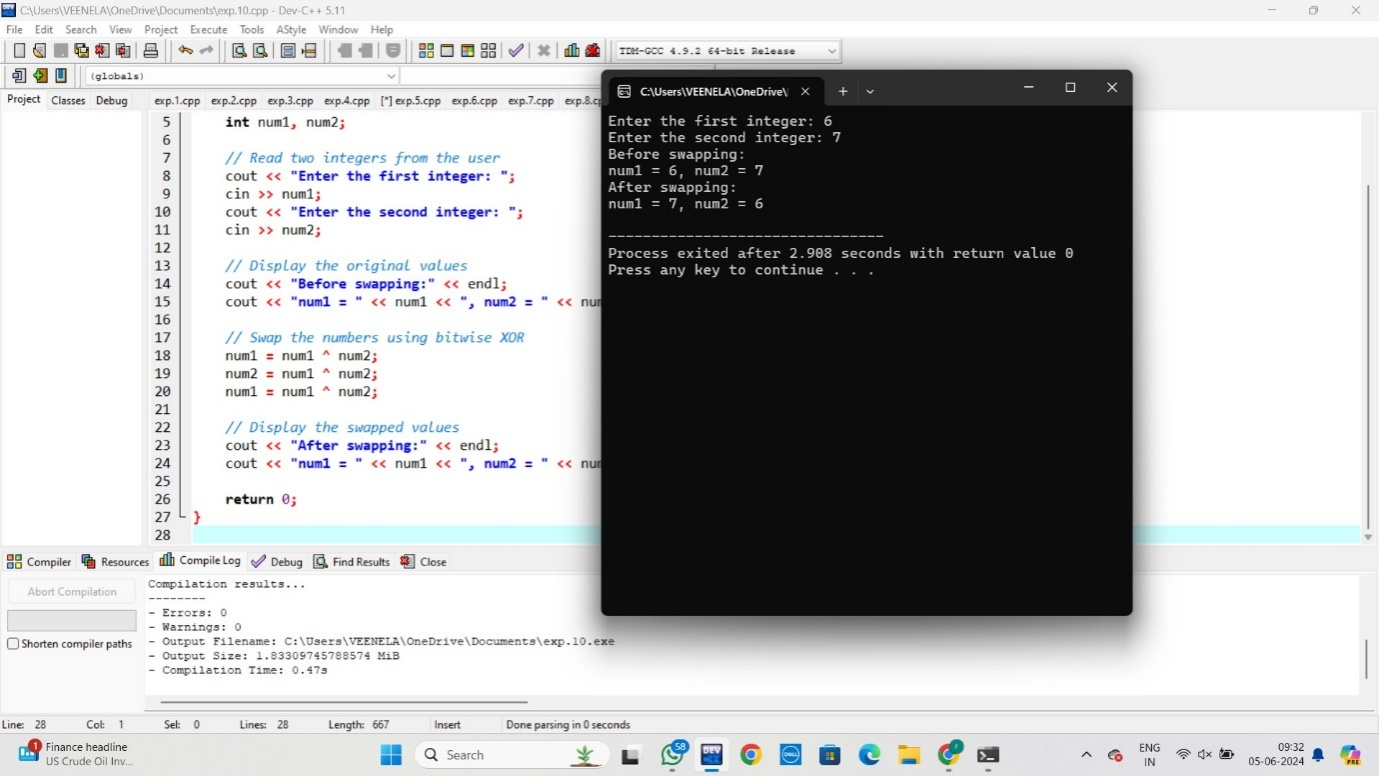 C:\Users\VEENELA\OneDrive\Documents\exp.10.cpp - Dev-C++ 5.11
File Edit Search View Project Execute Tools AStyle Window Help
TDM-GCC 4.9.2 64-bit Release
(globals)
Project Classes Debug
exp.1.cpp exp.2.cpp exp.3.cpp exp.4.cpp [*] exp.5.cpp exp.6.cpp exp.7.cpp exp.8.c
5 int num1, num2;
6
7 // Read two integers from the user
8 cout << "Enter the first integer: ";
9 cin >> num1;
10 cout << "Enter the second integer: ";
11 cin >> num2;
12
13 // Display the original values
14 cout << "Before swapping:" << endl;
15 cout << "num1 = " << num1 << ", num2 = " << num
16
17 // Swap the numbers using bitwise XOR
18 num1 = num1 ^ num2;
19 num2 = num1 ^ num2;
20 num1 = num1 ^ num2;
21
22 // Display the swapped values
23 cout << "After swapping:" << endl;
24 cout << "num1 = " << num1 << ", num2 = " << num
25
26 return 0;
27 }
28
C:\Users\VEENELA\OneDrive\
Enter the first integer: 6
Enter the second integer: 7
Before swapping:
num1 = 6, num2 = 7
After swapping:
num1 = 7, num2 = 6
--------------------------------
Process exited after 2.908 seconds with return value 0
Press any key to continue . . .
Compiler Resources Compile Log Debug Find Results Close
Abort Compilation
Shorten compiler paths
Compilation results...
--------
- Errors: 0
- Warnings: 0
- Output Filename: C:\Users\VEENELA\OneDrive\Documents\exp.10.exe
- Output Size: 1.83309745788574 MiB
- Compilation Time: 0.47s
Line: 28 Col: 1 Sel: 0 Lines: 28 Length: 667 Insert Done parsing in 0 seconds
1
Finance headline
US Crude Oil Inv...
Search
58
DEV
DELL
ENG
IN
09:32
05-06-2024
PRE